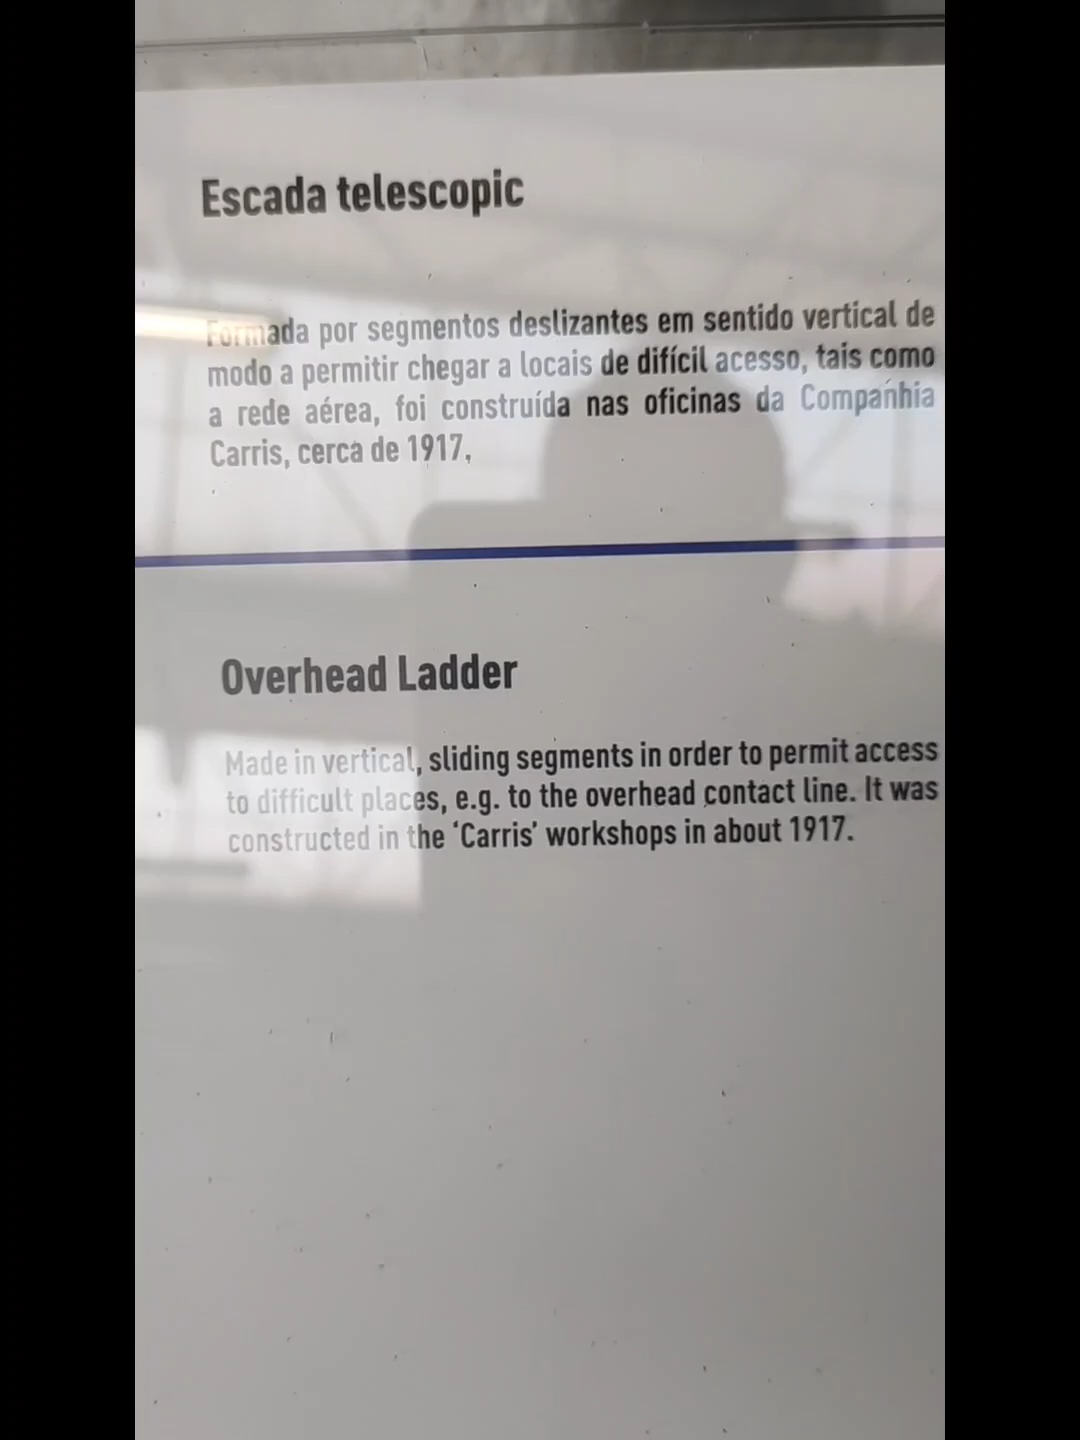 Escada telescopic
Formada por segmentos deslizantes em sentido vertical de
modo a permitir chegar a locais de difícil acesso, tais como
a rede aérea, foi construída nas oficinas da Companhia
Carris, cerca de 1917,
Overhead Ladder
Made in vertical, sliding segments in order to permit access
to difficult places, e.g. to the overhead contact line. It was
constructed in the ‘Carris’ workshops in about 1917.